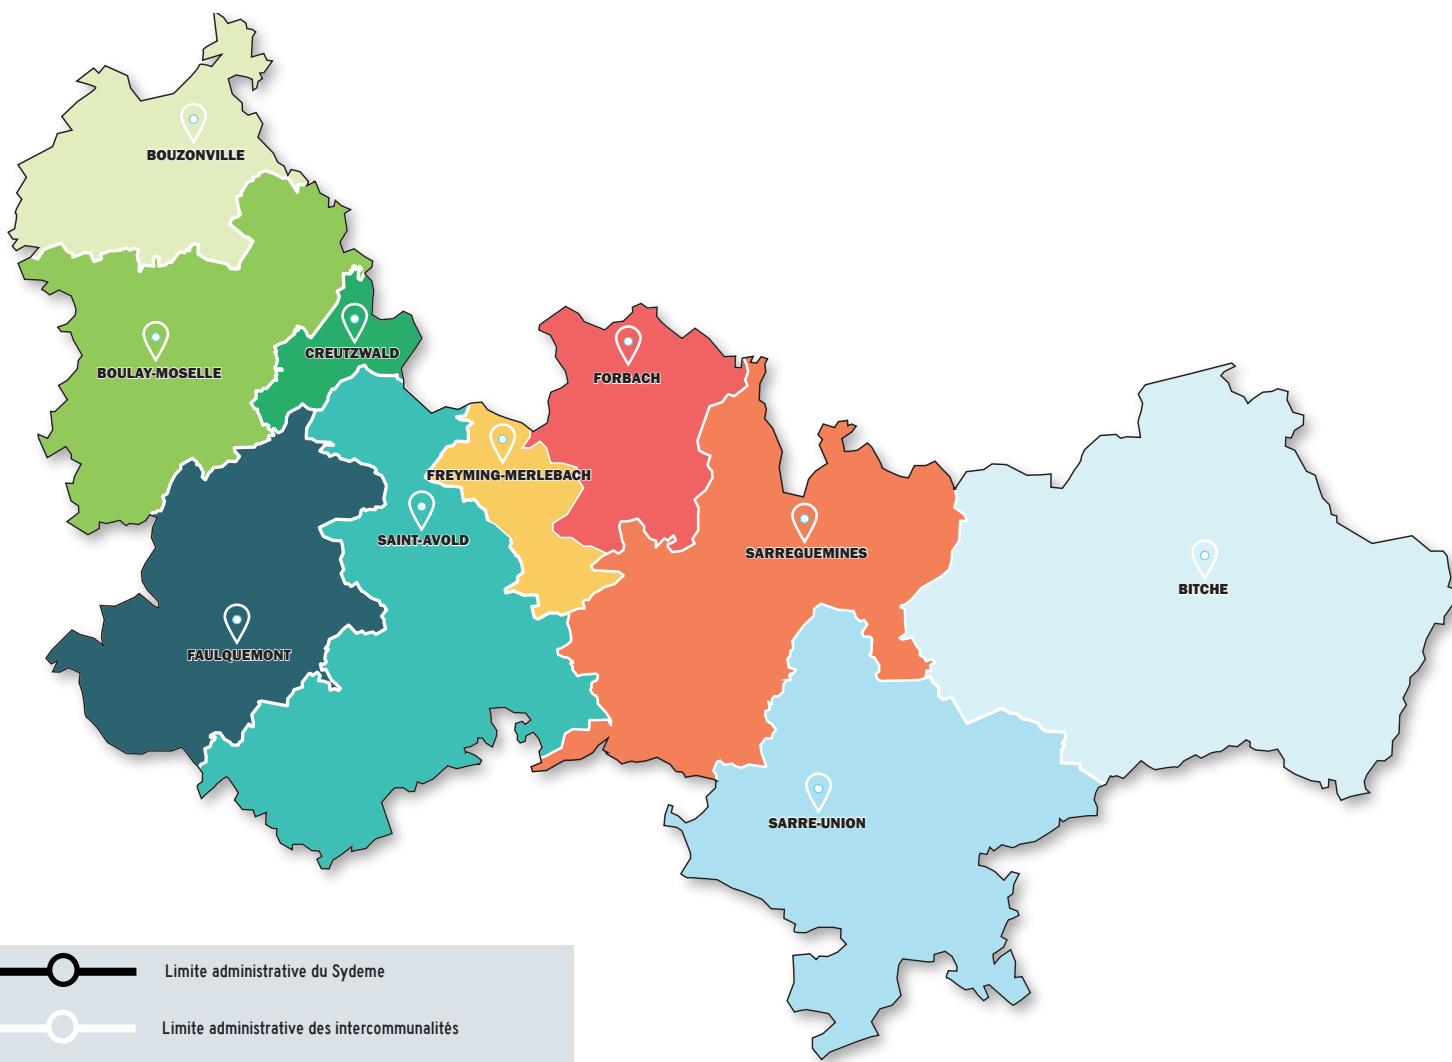 BOUZONVILLE
CREUTZWALD
BOULAY-MOSELLE
FORBACH
FREYMING-MERLEBACH
SAINT-AVOLD
SARREGUEMINES
BITCHE
FAULQUEMONT
SARRE-UNION
Limite administrative du Sydeme
Limite administrative des intercommunalités